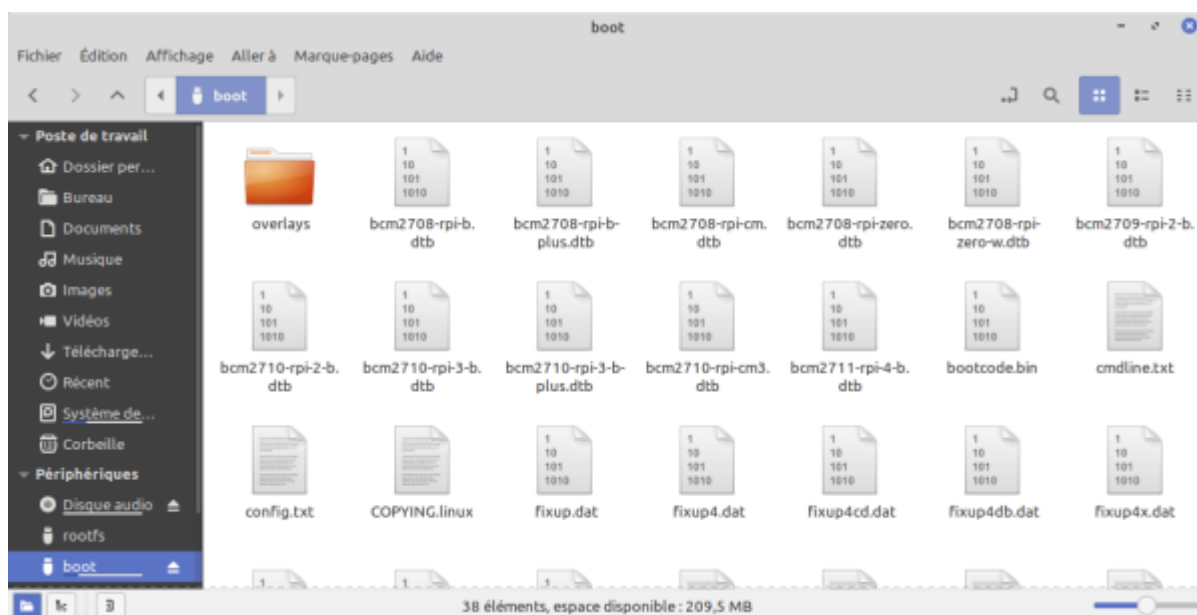 boot
Fichier Édition Affichage Aller à Marque-pages Aide
boot
Poste de travail
Dossier per...
Bureau
Documents
Musique
Images
Vidéos
Télécharge...
Récent
Système de...
Corbeille
Périphériques
Disque audio
rootfs
boot
overlays
bcm2708-rpi-b.
dtb
bcm2708-rpi-b-
plus.dtb
bcm2708-rpi-cm.
dtb
bcm2708-rpi-zero.
dtb
bcm2708-rpi-
zero-w.dtb
bcm2709-rpi-2-b.
dtb
bcm2710-rpi-2-b.
dtb
bcm2710-rpi-3-b.
dtb
bcm2710-rpi-3-b-
plus.dtb
bcm2710-rpi-cm3.
dtb
bcm2711-rpi-4-b.
dtb
bootcode.bin
cmdline.txt
config.txt
COPYING.linux
fixup.dat
fixup4.dat
fixup4cd.dat
fixup4db.dat
fixup4x.dat
38 éléments, espace disponible : 209,5 MB